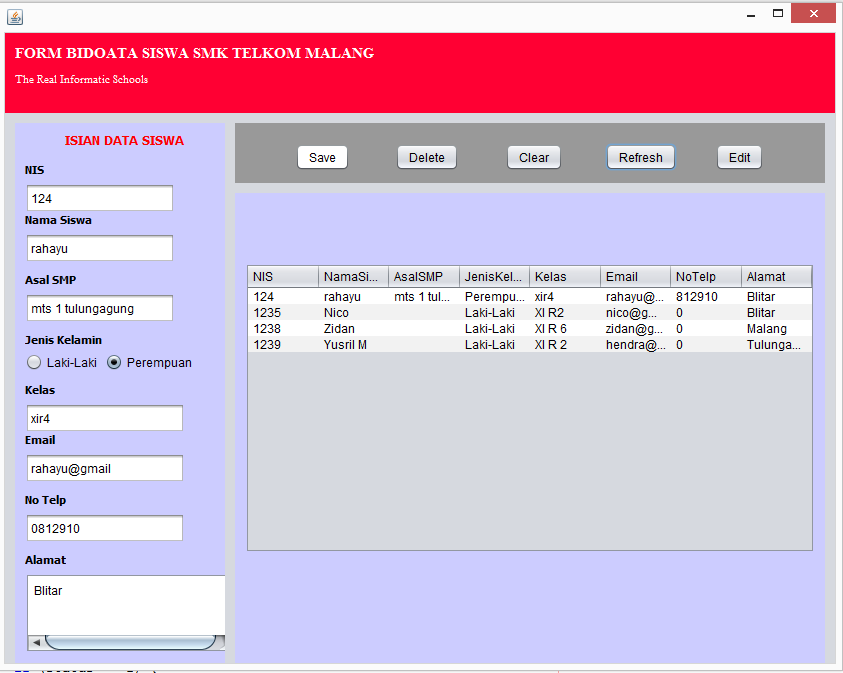 FORM BIDOATA SISWA SMK TELKOM MALANG
The Real Informatic Schools
ISIAN DATA SISWA
NIS
124
Nama Siswa
rahayu
Asal SMP
mts 1 tulungagung
Jenis Kelamin
Laki-Laki Perempuan
Kelas
xir4
Email
rahayu@gmail
No Telp
0812910
Alamat
Blitar
Save Delete Clear Refresh Edit
NIS NamaSi... AsalSMP JenisKel... Kelas Email NoTelp Alamat
124 rahayu mts 1 tul... Perempu... xir4 rahayu@... 812910 Blitar
1235 Nico Laki-Laki XI R2 nico@g... 0 Blitar
1238 Zidan Laki-Laki XI R 6 zidan@g... 0 Malang
1239 Yusril M Laki-Laki XI R 2 hendra@... 0 Tulunga...